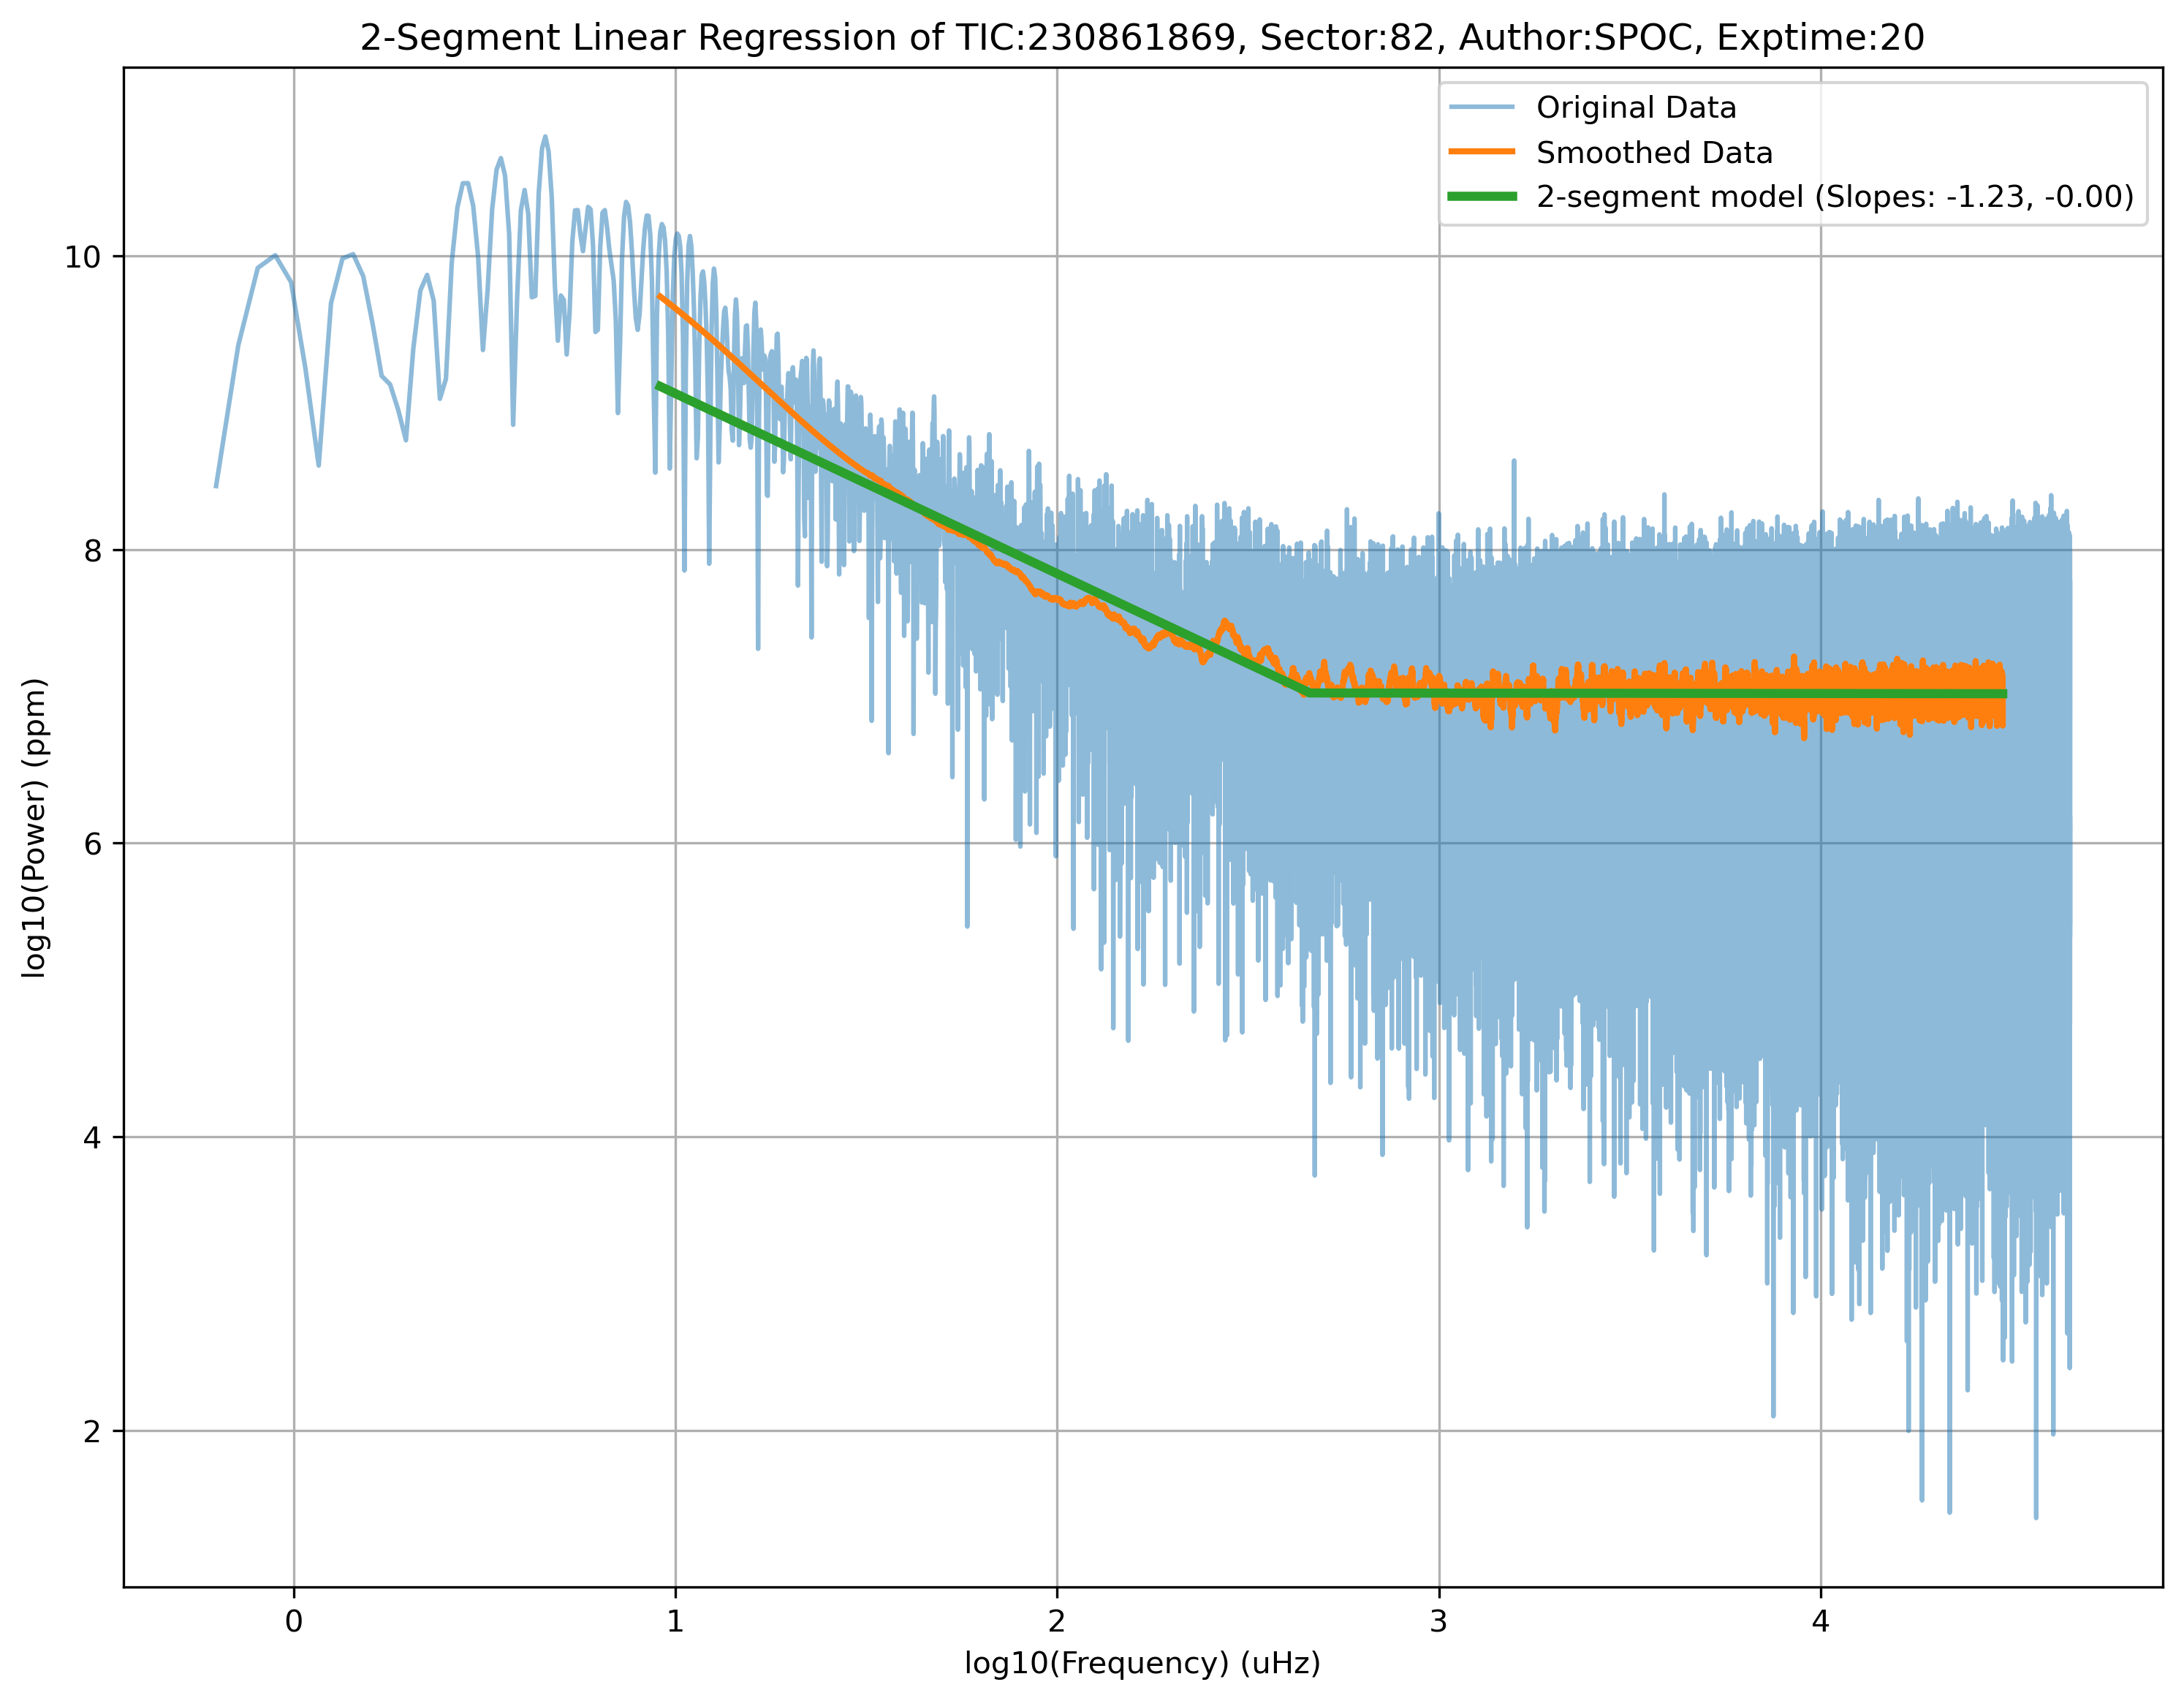 2-Segment Linear Regression of TIC:230861869, Sector:82, Author:SPOC, Exptime:20
Original Data
Smoothed Data
2-segment model (Slopes: -1.23, -0.00)
log10(Power) (ppm)
10
8
6
4
2
0 1 2 3 4
log10(Frequency) (uHz)